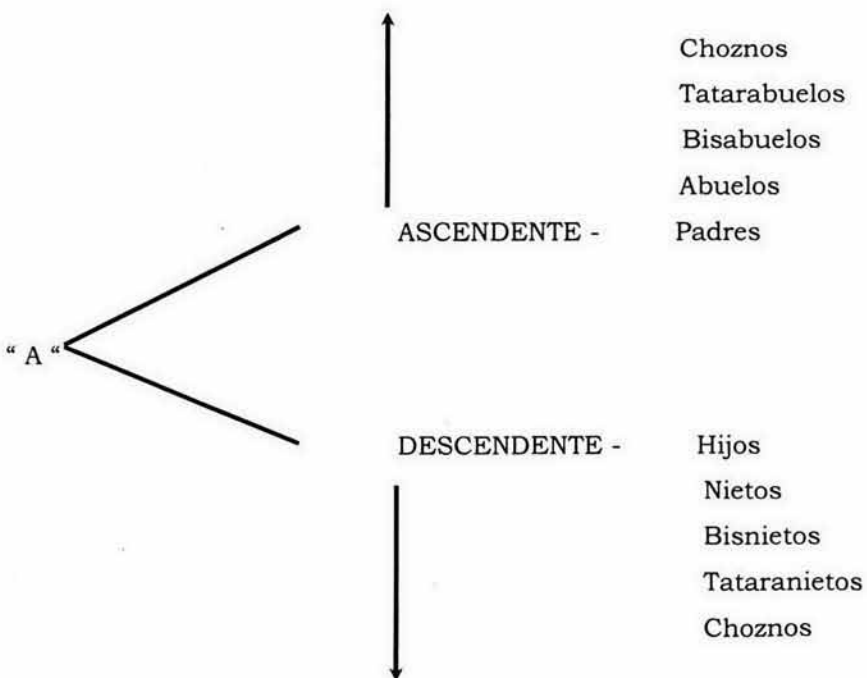 Choznos
Tatarabuelos
Bisabuelos
Abuelos
ASCENDENTE - Padres
“ A “
DESCENDENTE - Hijos
Nietos
Bisnietos
Tataranietos
Choznos